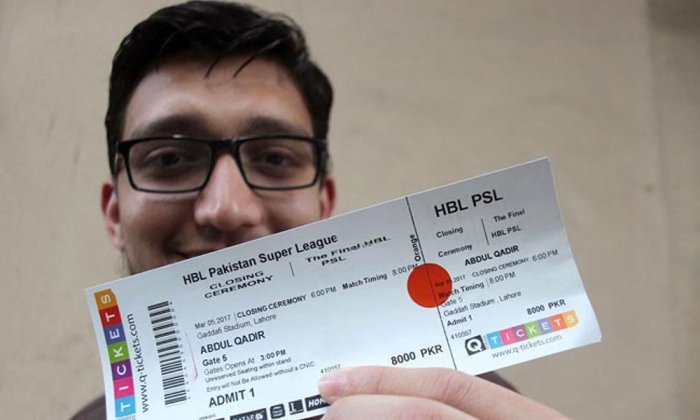 HBL Pakistan Super League
CLOSING CEREMONY
The Final HBL PSL
Mar 05 2017 CLOSING CEREMONY 6:00 PM Match Timing 8:00 PM
Gaddafi Stadium, Lahore
ABDUL QADIR
Gate 5
Gates Opens At 3:00 PM
Unreserved Seating within stand
Entry will Not Be Allowed without a CNIC
410567
8000 PKR
ADMIT 1
HBL
TICKETS
www.q-tickets.com
Orange
HBL PSL
Closing Ceremony
The Final HBL PSL
ABDUL QADIR
2017 CLOSING CEREMONY 6:00 PM
Match Timing 8:00 PM
Gate 5
Gaddafi Stadium, Lahore
Admit 1
8000 PKR
410567
Q TICKETS
www.q-tickets.com